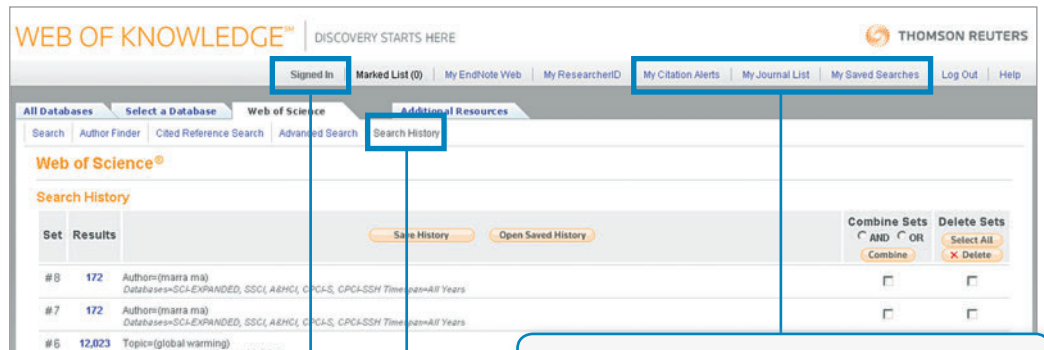 WEB OF KNOWLEDGE℠ DISCOVERY STARTS HERE THOMSON REUTERS
Signed In Marked List (0) My EndNote Web My ResearcherID My Citation Alerts My Journal List My Saved Searches Log Out Help
All Databases Select a Database Web of Science Additional Resources
Search Author Finder Cited Reference Search Advanced Search Search History
Web of Science®
Search History
Set Results Save History Open Saved History Combine Sets Delete Sets
AND OR Select All
Combine X Delete
#8 172 Author=(marra ma)
Databases=SCI-EXPANDED, SSCI, A&HCI, CPCI-S, CPCI-SSH Timespan=All Years
#7 172 Author=(marra ma)
Databases=SCI-EXPANDED, SSCI, A&HCI, CPCI-S, CPCI-SSH Timespan=All Years
#6 12,023 Topic=(global warming)